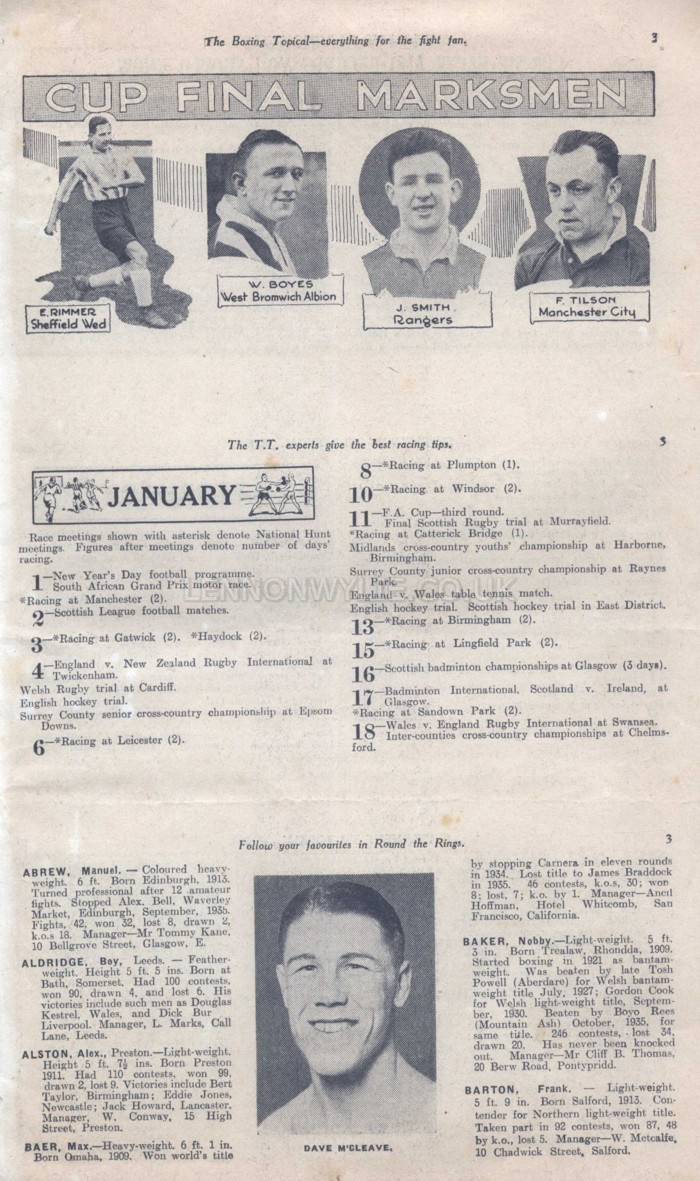 The Boxing Topical—everything for the fight fan.
3
CUP FINAL MARKSMEN
E. RIMMER
Sheffield Wed
W. BOYES
West Bromwich Albion
J. SMITH.
Rangers
F. TILSON
Manchester City
The T.T. experts give the best racing tips.
3
JANUARY
Race meetings shown with asterisk denote National Hunt
meetings. Figures after meetings denote number of days'
racing.
1—New Year's Day football programme.
South African Grand Prix motor race.
*Racing at Manchester (2).
2—Scottish League football matches.
3—*Racing at Gatwick (2). *Haydock (2).
4—England v. New Zealand Rugby International at
Twickenham.
Welsh Rugby trial at Cardiff.
English hockey trial.
Surrey County senior cross-country championship at Epsom
Downs.
6—*Racing at Leicester (2).
8—*Racing at Plumpton (1).
10—*Racing at Windsor (2).
11—F.A. Cup—third round.
Final Scottish Rugby trial at Murrayfield.
*Racing at Catterick Bridge (1).
Midlands cross-country youths' championship at Harborne,
Birmingham.
Surrey County junior cross-country championship at Raynes
Park.
England v. Wales table tennis match.
English hockey trial. Scottish hockey trial in East District.
13—*Racing at Birmingham (2).
15—*Racing at Lingfield Park (2).
16—Scottish badminton championships at Glasgow (3 days).
17—Badminton International, Scotland v. Ireland, at
Glasgow.
*Racing at Sandown Park (2).
18—Wales v. England Rugby International at Swansea.
Inter-counties cross-country championships at Chelms-
ford.
LENNONWYLIE.CO.UK
Follow your favourites in Round the Rings.
3
ABREW, Manuel. — Coloured heavy-
weight. 6 ft. Born Edinburgh, 1913.
Turned professional after 12 amateur
fights. Stopped Alex. Bell, Waverley
Market, Edinburgh, September, 1935.
Fights, 42, won 32, lost 8, drawn 2,
k.o.s 18. Manager—Mr Tommy Kane,
10 Bellgrove Street, Glasgow, E.
ALDRIDGE, Boy, Leeds. — Feather-
weight. Height 5 ft. 5 ins. Born at
Bath, Somerset. Had 100 contests,
won 90, drawn 4, and lost 6. His
victories include such men as Douglas
Kestrel, Wales, and Dick Bur
Liverpool. Manager, L. Marks, Call
Lane, Leeds.
ALSTON, Alex., Preston.—Light-weight.
Height 5 ft. 7½ ins. Born Preston
1911. Had 110 contests, won 99,
drawn 2, lost 9. Victories include Bert
Taylor, Birmingham; Eddie Jones,
Newcastle; Jack Howard, Lancaster.
Manager, W. Conway, 15 High
Street, Preston.
BAER, Max.—Heavy-weight. 6 ft. 1 in.
Born Omaha, 1909. Won world's title
DAVE M'CLEAVE.
by stopping Carnera in eleven rounds
in 1934. Lost title to James Braddock
in 1935. 46 contests, k.o.s, 30; won
8; lost, 7; k.o. by 1. Manager—Ancil
Hoffman, Hotel Whitcomb, San
Francisco, California.
BAKER, Nobby.—Light-weight. 5 ft.
3 in. Born Trealaw, Rhondda, 1909.
Started boxing in 1921 as bantam-
weight. Was beaten by late Tosh
Powell (Aberdare) for Welsh bantam-
weight title July, 1927; Gordon Cook
for Welsh light-weight title, Septem-
ber, 1930. Beaten by Boyo Rees
(Mountain Ash) October, 1935, for
same title. 246 contests, lost 34,
drawn 20. Has never been knocked
out. Manager—Mr Cliff B. Thomas,
20 Berw Road, Pontypridd.
BARTON, Frank. — Light-weight.
5 ft. 9 in. Born Salford, 1913. Con-
tender for Northern light-weight title.
Taken part in 92 contests, won 87, 48
by k.o., lost 5. Manager—W. Metcalfe,
10 Chadwick Street, Salford.